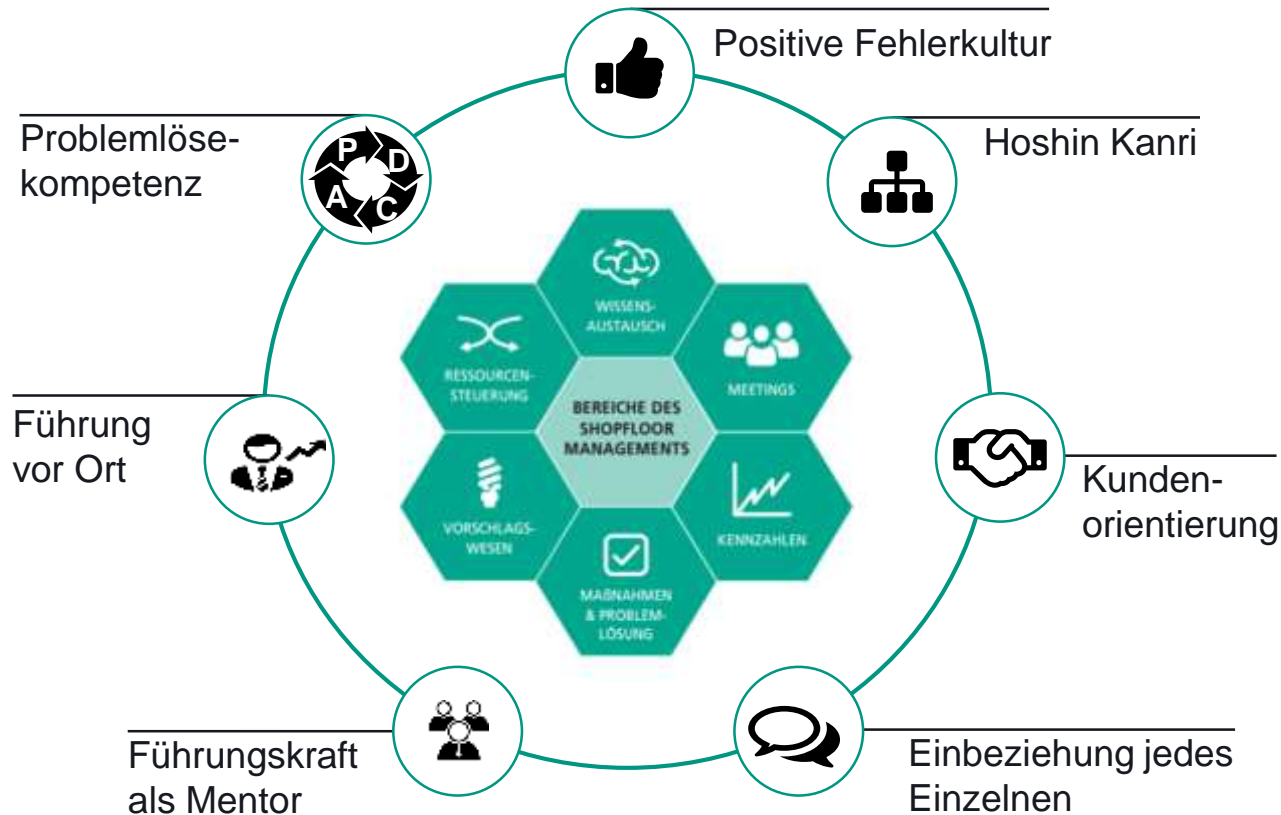 Positive Fehlerkultur
Hoshin Kanri
Kunden-
orientierung
Einbeziehung jedes
Einzelnen
Führungskraft
als Mentor
Führung
vor Ort
Problemlöse-
kompetenz
P
D
C
A
WISSENS-
AUSTAUSCH
MEETINGS
KENNZAHLEN
MAßNAHMEN
& PROBLEM-
LÖSUNG
VORSCHLAGS-
WESEN
RESSOURCEN-
STEUERUNG
BEREICHE DES
SHOPFLOOR
MANAGEMENTS